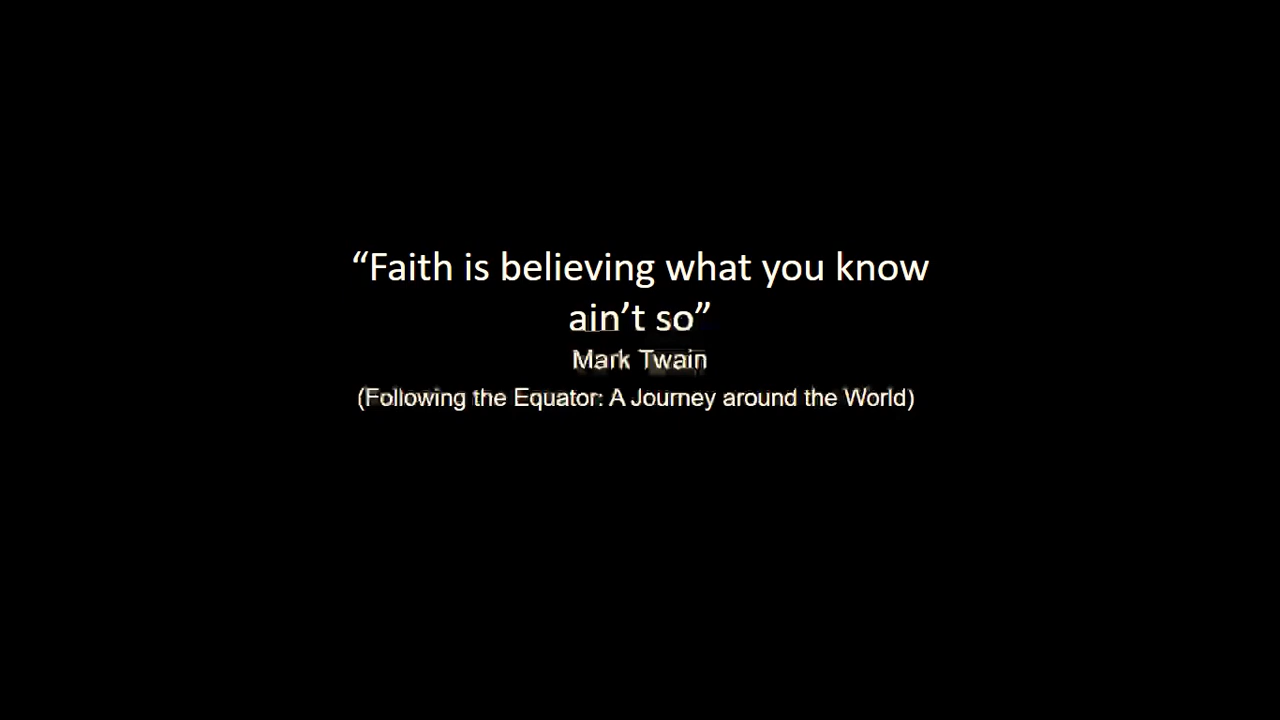 “Faith is believing what you know
ain’t so”
Mark Twain
(Following the Equator: A Journey around the World)